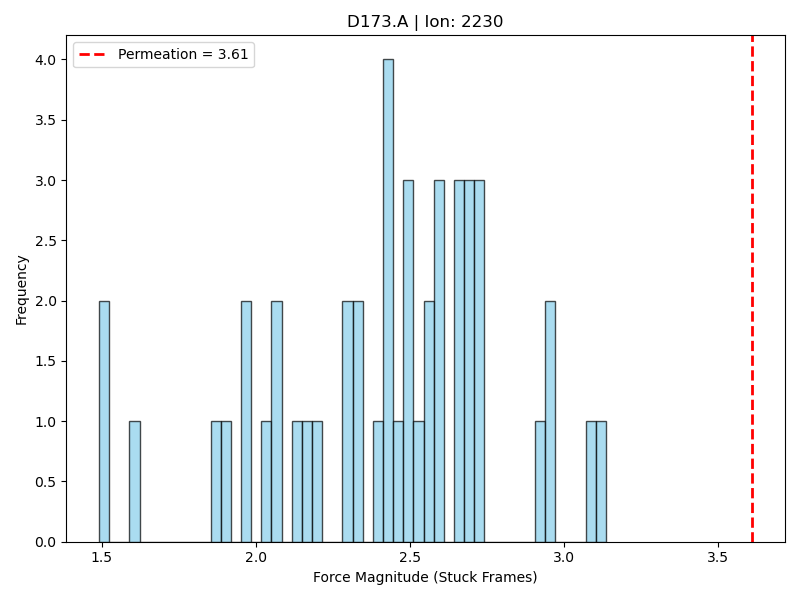 D173.A | Ion: 2230
Permeation = 3.61
4.0
3.5
3.0
2.5
2.0
1.5
1.0
0.5
0.0
Frequency
1.5 2.0 2.5 3.0 3.5
Force Magnitude (Stuck Frames)